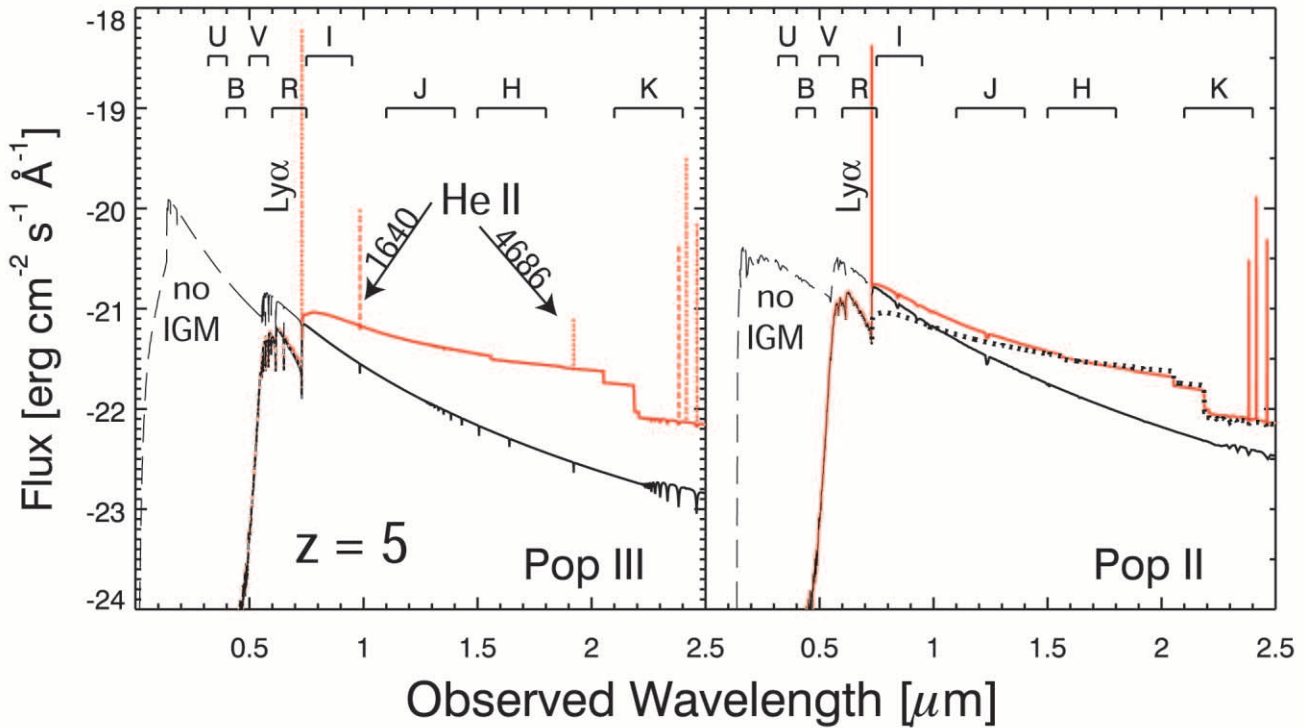 -18
-19
-20
-21
-22
-23
-24
Flux [erg cm⁻² s⁻¹ Å⁻¹]
U V I
B R J H K
Lyα
1640
He II
4686
no
IGM
z = 5
Pop III
0.5 1 1.5 2 2.5
U V I
B R J H K
Lyα
no
IGM
Pop II
0.5 1 1.5 2 2.5
Observed Wavelength [μm]